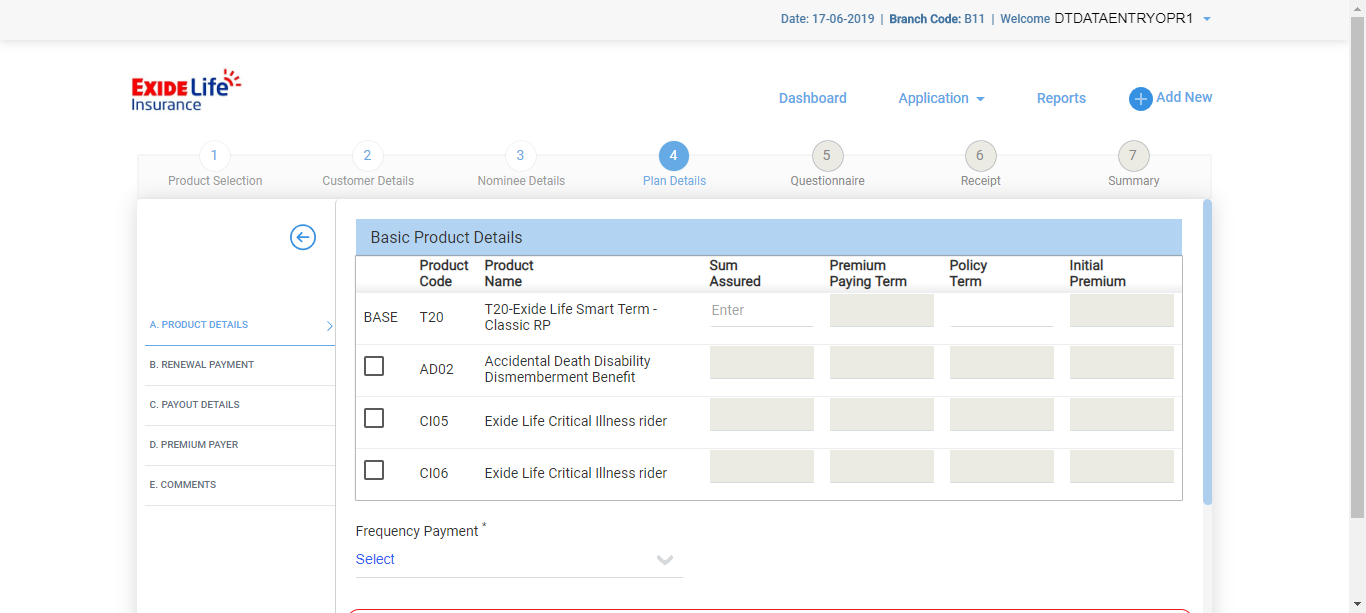 Date: 17-06-2019 | Branch Code: B11 | Welcome DTDATAENTRYOPR1
EXIDE Life
Insurance
Dashboard Application Reports + Add New
1 2 3 4 5 6 7
Product Selection Customer Details Nominee Details Plan Details Questionnaire Receipt Summary
A. PRODUCT DETAILS
B. RENEWAL PAYMENT
C. PAYOUT DETAILS
D. PREMIUM PAYER
E. COMMENTS
Basic Product Details
Product Product Sum Premium Policy Initial
Code Name Assured Paying Term Term Premium
BASE T20 T20-Exide Life Smart Term - Enter
Classic RP
AD02 Accidental Death Disability
Dismemberment Benefit
CI05 Exide Life Critical Illness rider
CI06 Exide Life Critical Illness rider
Frequency Payment *
Select